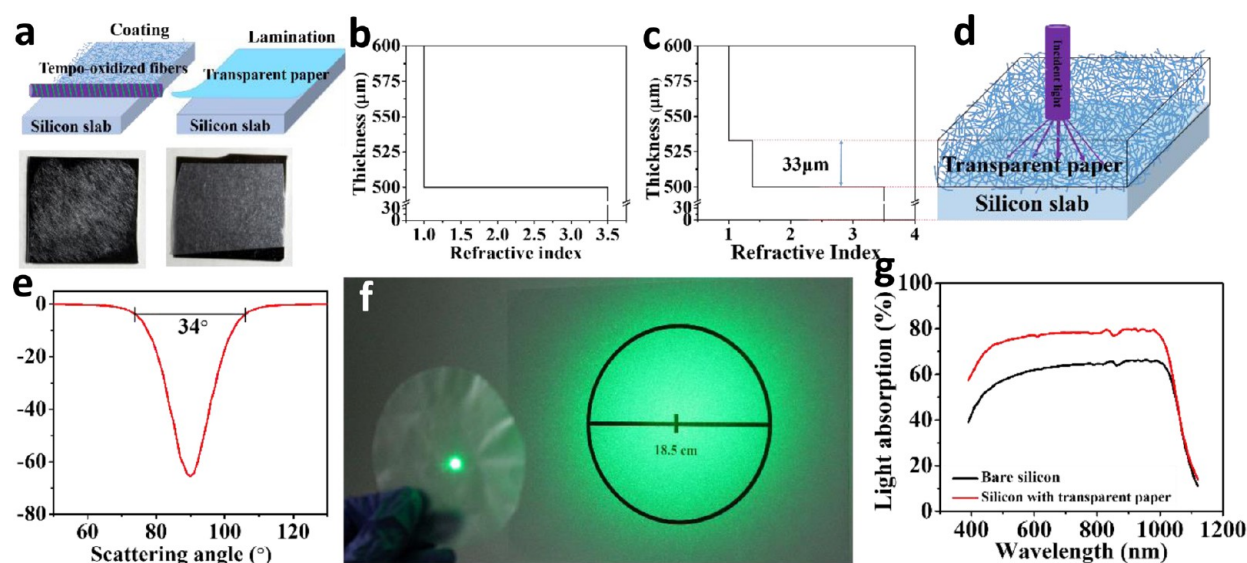 a
Coating
Tempo-oxidized fibers
Silicon slab
Lamination
Transparent paper
Silicon slab
b
600
550
500
30
0
Thickness (μm)
1.0 1.5 2.0 2.5 3.0 3.5
Refractive index
c
600
550
500
30
0
Thickness (μm)
33μm
1 2 3 4
Refractive Index
d
Incident light
Transparent paper
Silicon slab
e
0
-20
-40
-60
-80
34°
60 80 100 120
Scattering angle (°)
f
18.5 cm
g
100
80
60
40
20
0
Light absorption (%)
Bare silicon
Silicon with transparent paper
400 600 800 1000 1200
Wavelength (nm)